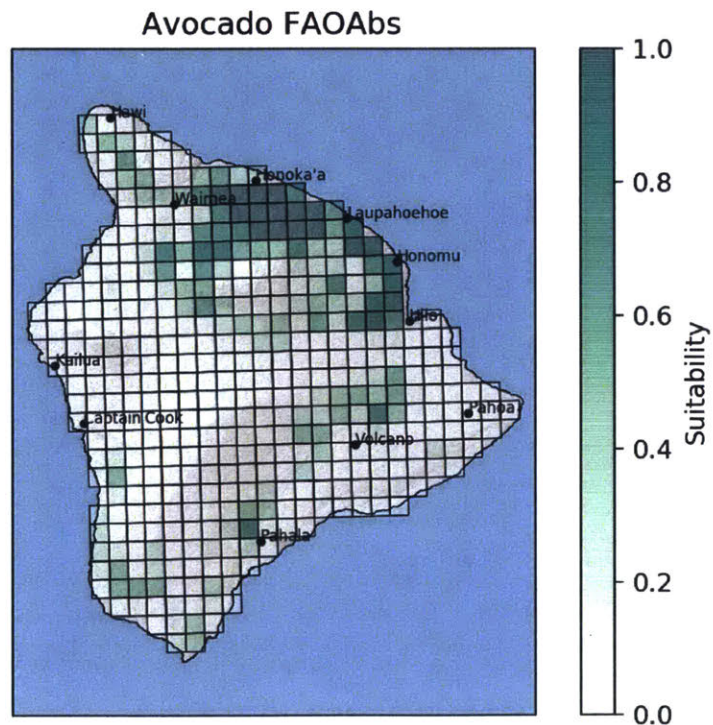 Avocado FAOAbs
Hawi
Honoka'a
Waimea
Laupahoehoe
Honomu
Hilo
Kailua
Captain Cook
Pahoa
Volcano
Pahala
1.0
0.8
0.6
0.4
0.2
0.0
Suitability